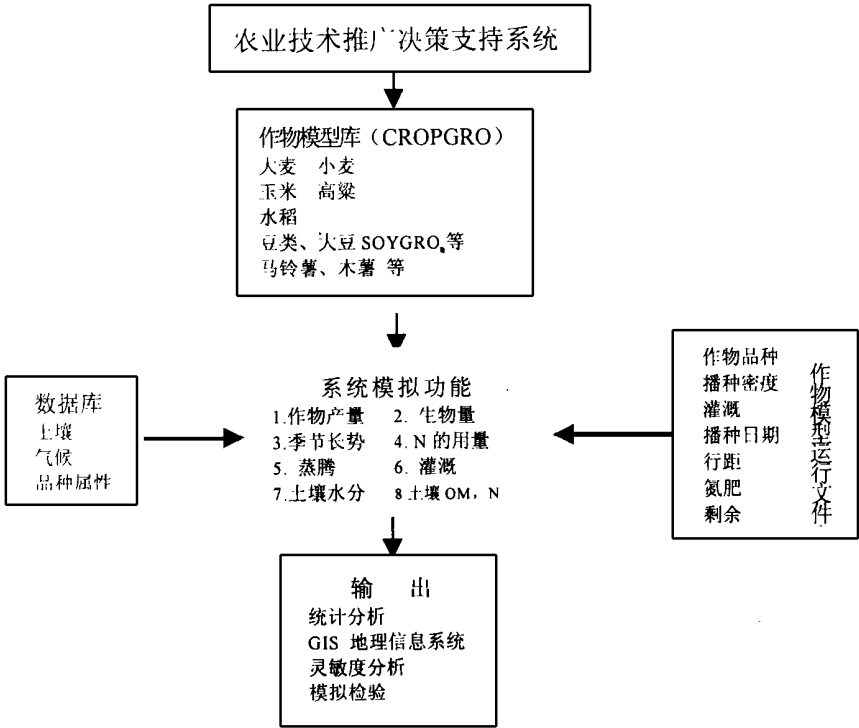 农业技术推广决策支持系统
作物模型库（CROPGRO）
大麦 小麦
玉米 高粱
水稻
豆类、大豆 SOYGRO 等
马铃薯、木薯 等
系统模拟功能
1.作物产量 2. 生物量
3.季节长势 4. N 的用量
5. 蒸腾 6. 灌溉
7.土壤水分 8 土壤 OM，N
数据库
土壤
气候
品种属性
作物品种
播种密度
灌溉
播种日期
行距
氮肥
剩余
作物模型运行文件
输 出
统计分析
GIS 地理信息系统
灵敏度分析
模拟检验